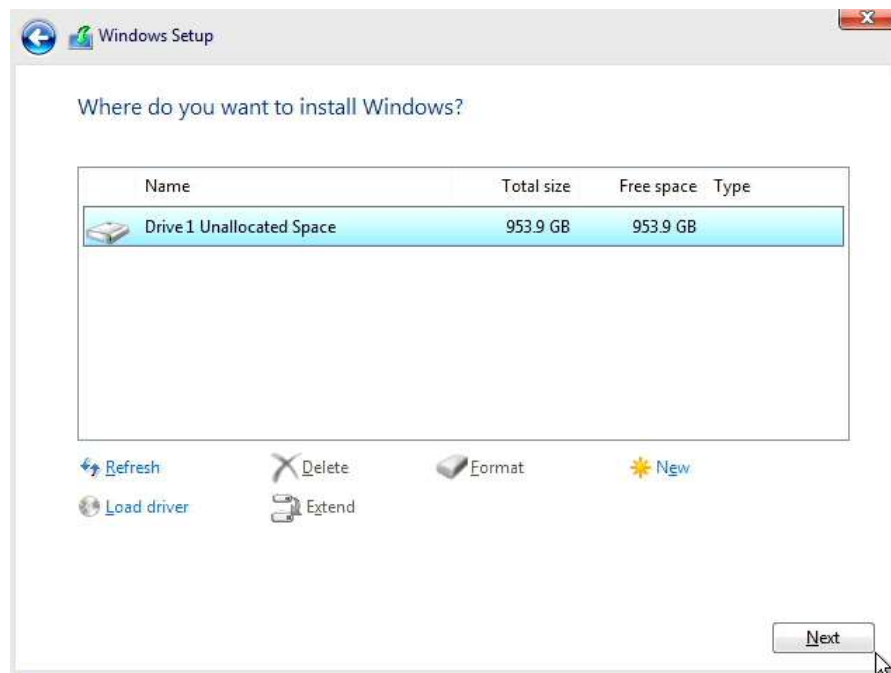 Windows Setup
Where do you want to install Windows?
Name Total size Free space Type
Drive 1 Unallocated Space 953.9 GB 953.9 GB
Refresh Delete Format New
Load driver Extend
Next